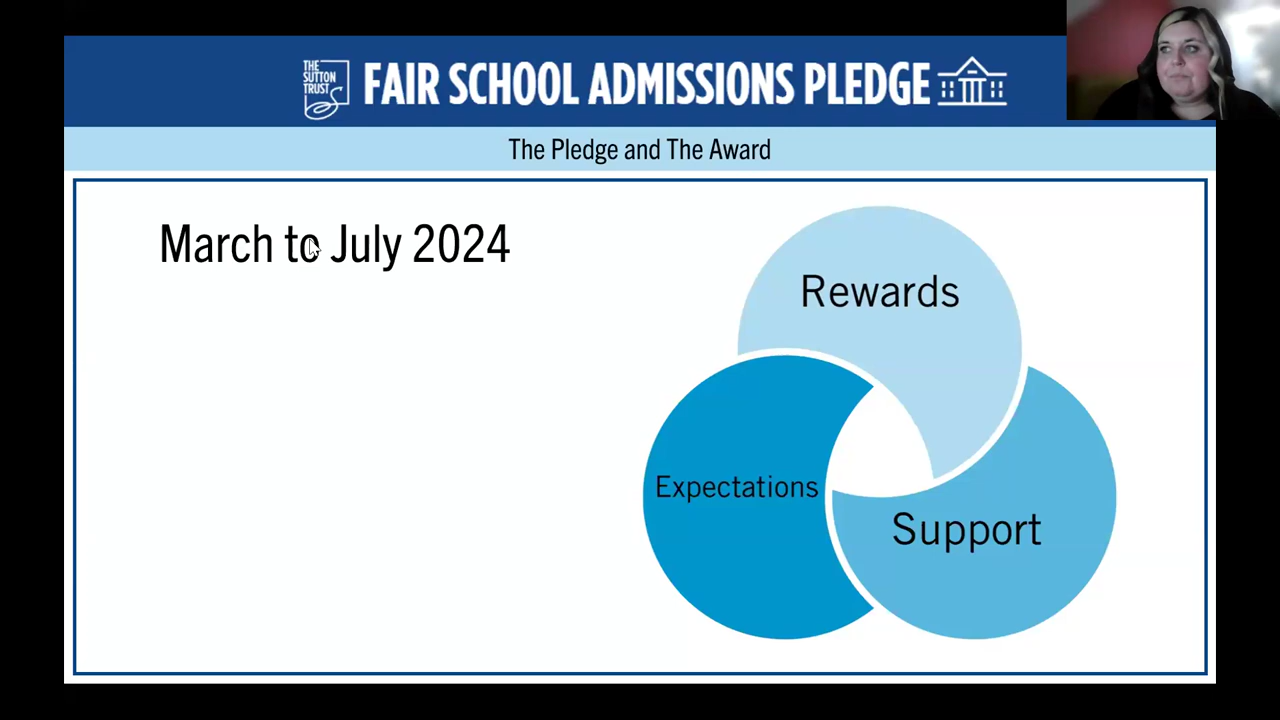 THE
SUTTON
TRUST
FAIR SCHOOL ADMISSIONS PLEDGE
The Pledge and The Award
March to July 2024
Rewards
Expectations
Support